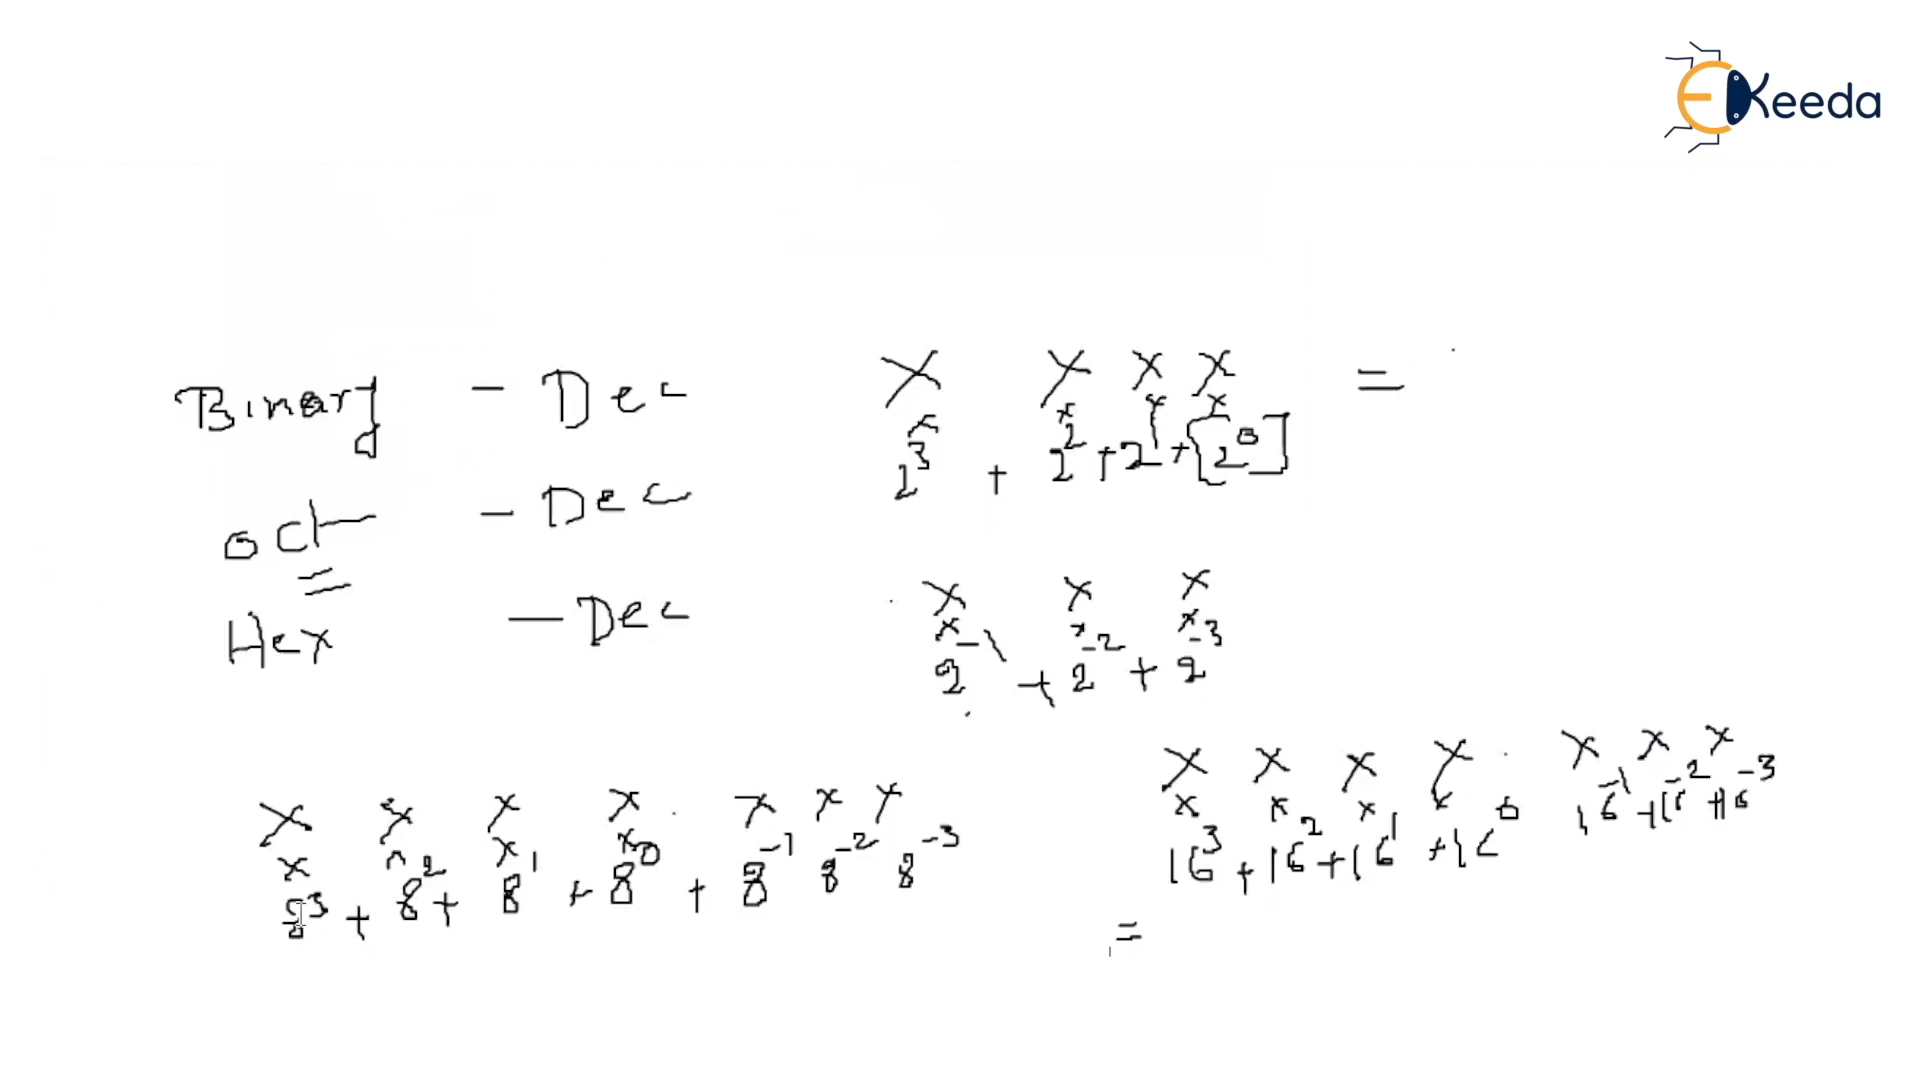 EKeeda
Binary - Dec
X X X X =
x x x x
2^3 + 2^2 + 2^1 + [2^0]
oct - Dec
=
Hex — Dec
. X X X
x x x
2^-1 + 2^-2 + 2^-3
X X X X . X X X
x x x x
8^3 + 8^2 + 8^1 + 8^0 + 8^-1 8^-2 8^-3
X X X X . X X X
x x x x 16^-1 + 16^-2 + 16^-3
16^3 + 16^2 + 16^1 + 16^0
=